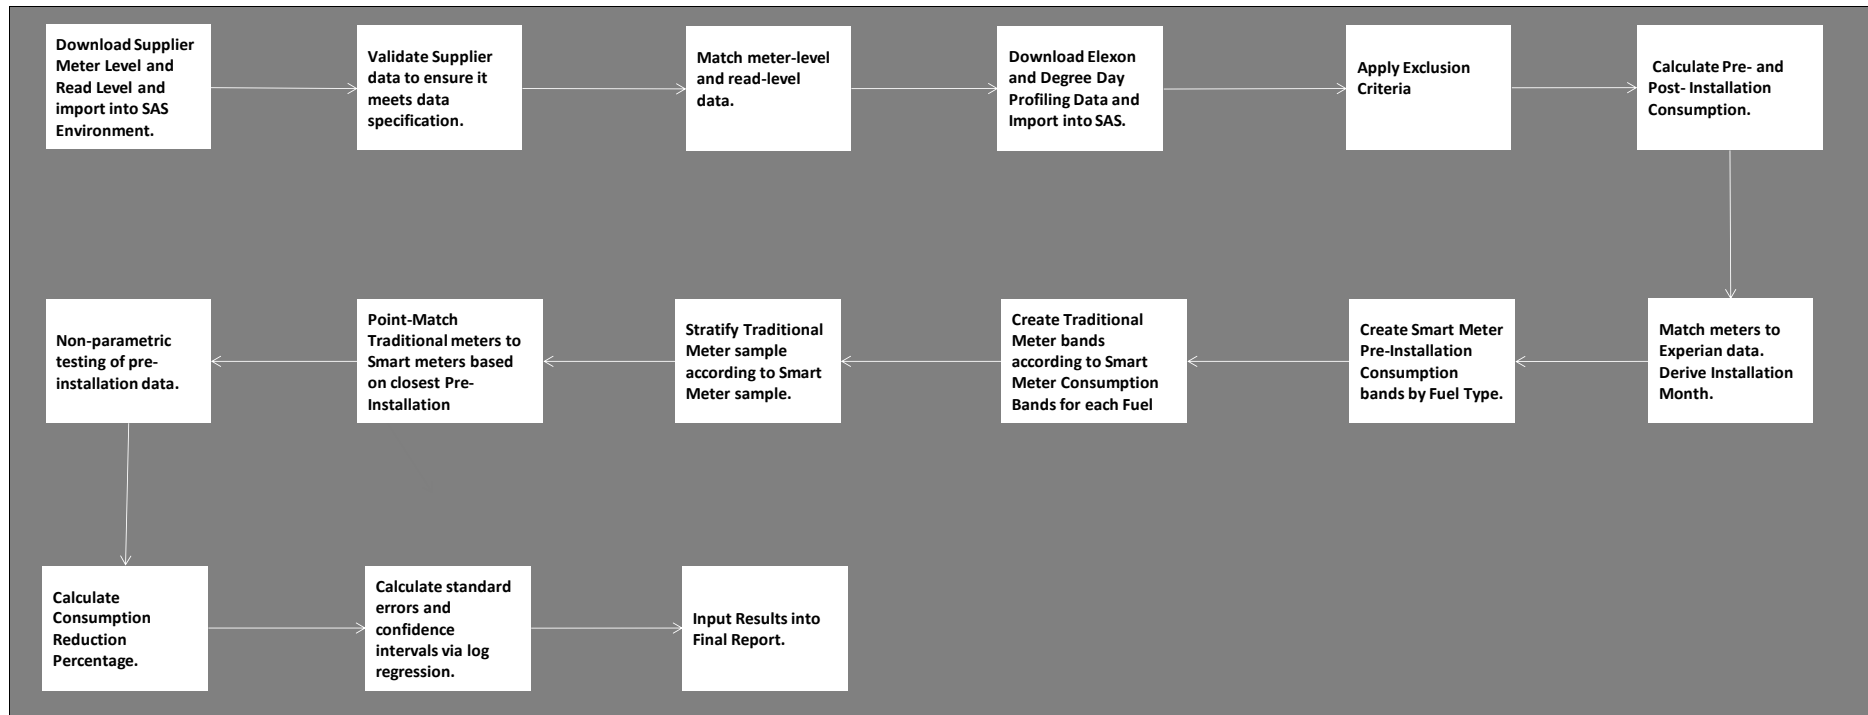 Download Supplier
Meter Level and
Read Level and
import into SAS
Environment.
Validate Supplier
data to ensure it
meets data
specification.
Match meter-level
and read-level
data.
Download Elexon
and Degree Day
Profiling Data and
Import into SAS.
Apply Exclusion
Criteria
Calculate Pre- and
Post- Installation
Consumption.
Match meters to
Experian data.
Derive Installation
Month.
Create Smart Meter
Pre-Installation
Consumption
bands by Fuel Type.
Create Traditional
Meter bands
according to Smart
Meter Consumption
Bands for each Fuel
Stratify Traditional
Meter sample
according to Smart
Meter sample.
Point-Match
Traditional meters to
Smart meters based
on closest Pre-
Installation
Non-parametric
testing of pre-
installation data.
Calculate
Consumption
Reduction
Percentage.
Calculate standard
errors and
confidence
intervals via log
regression.
Input Results into
Final Report.